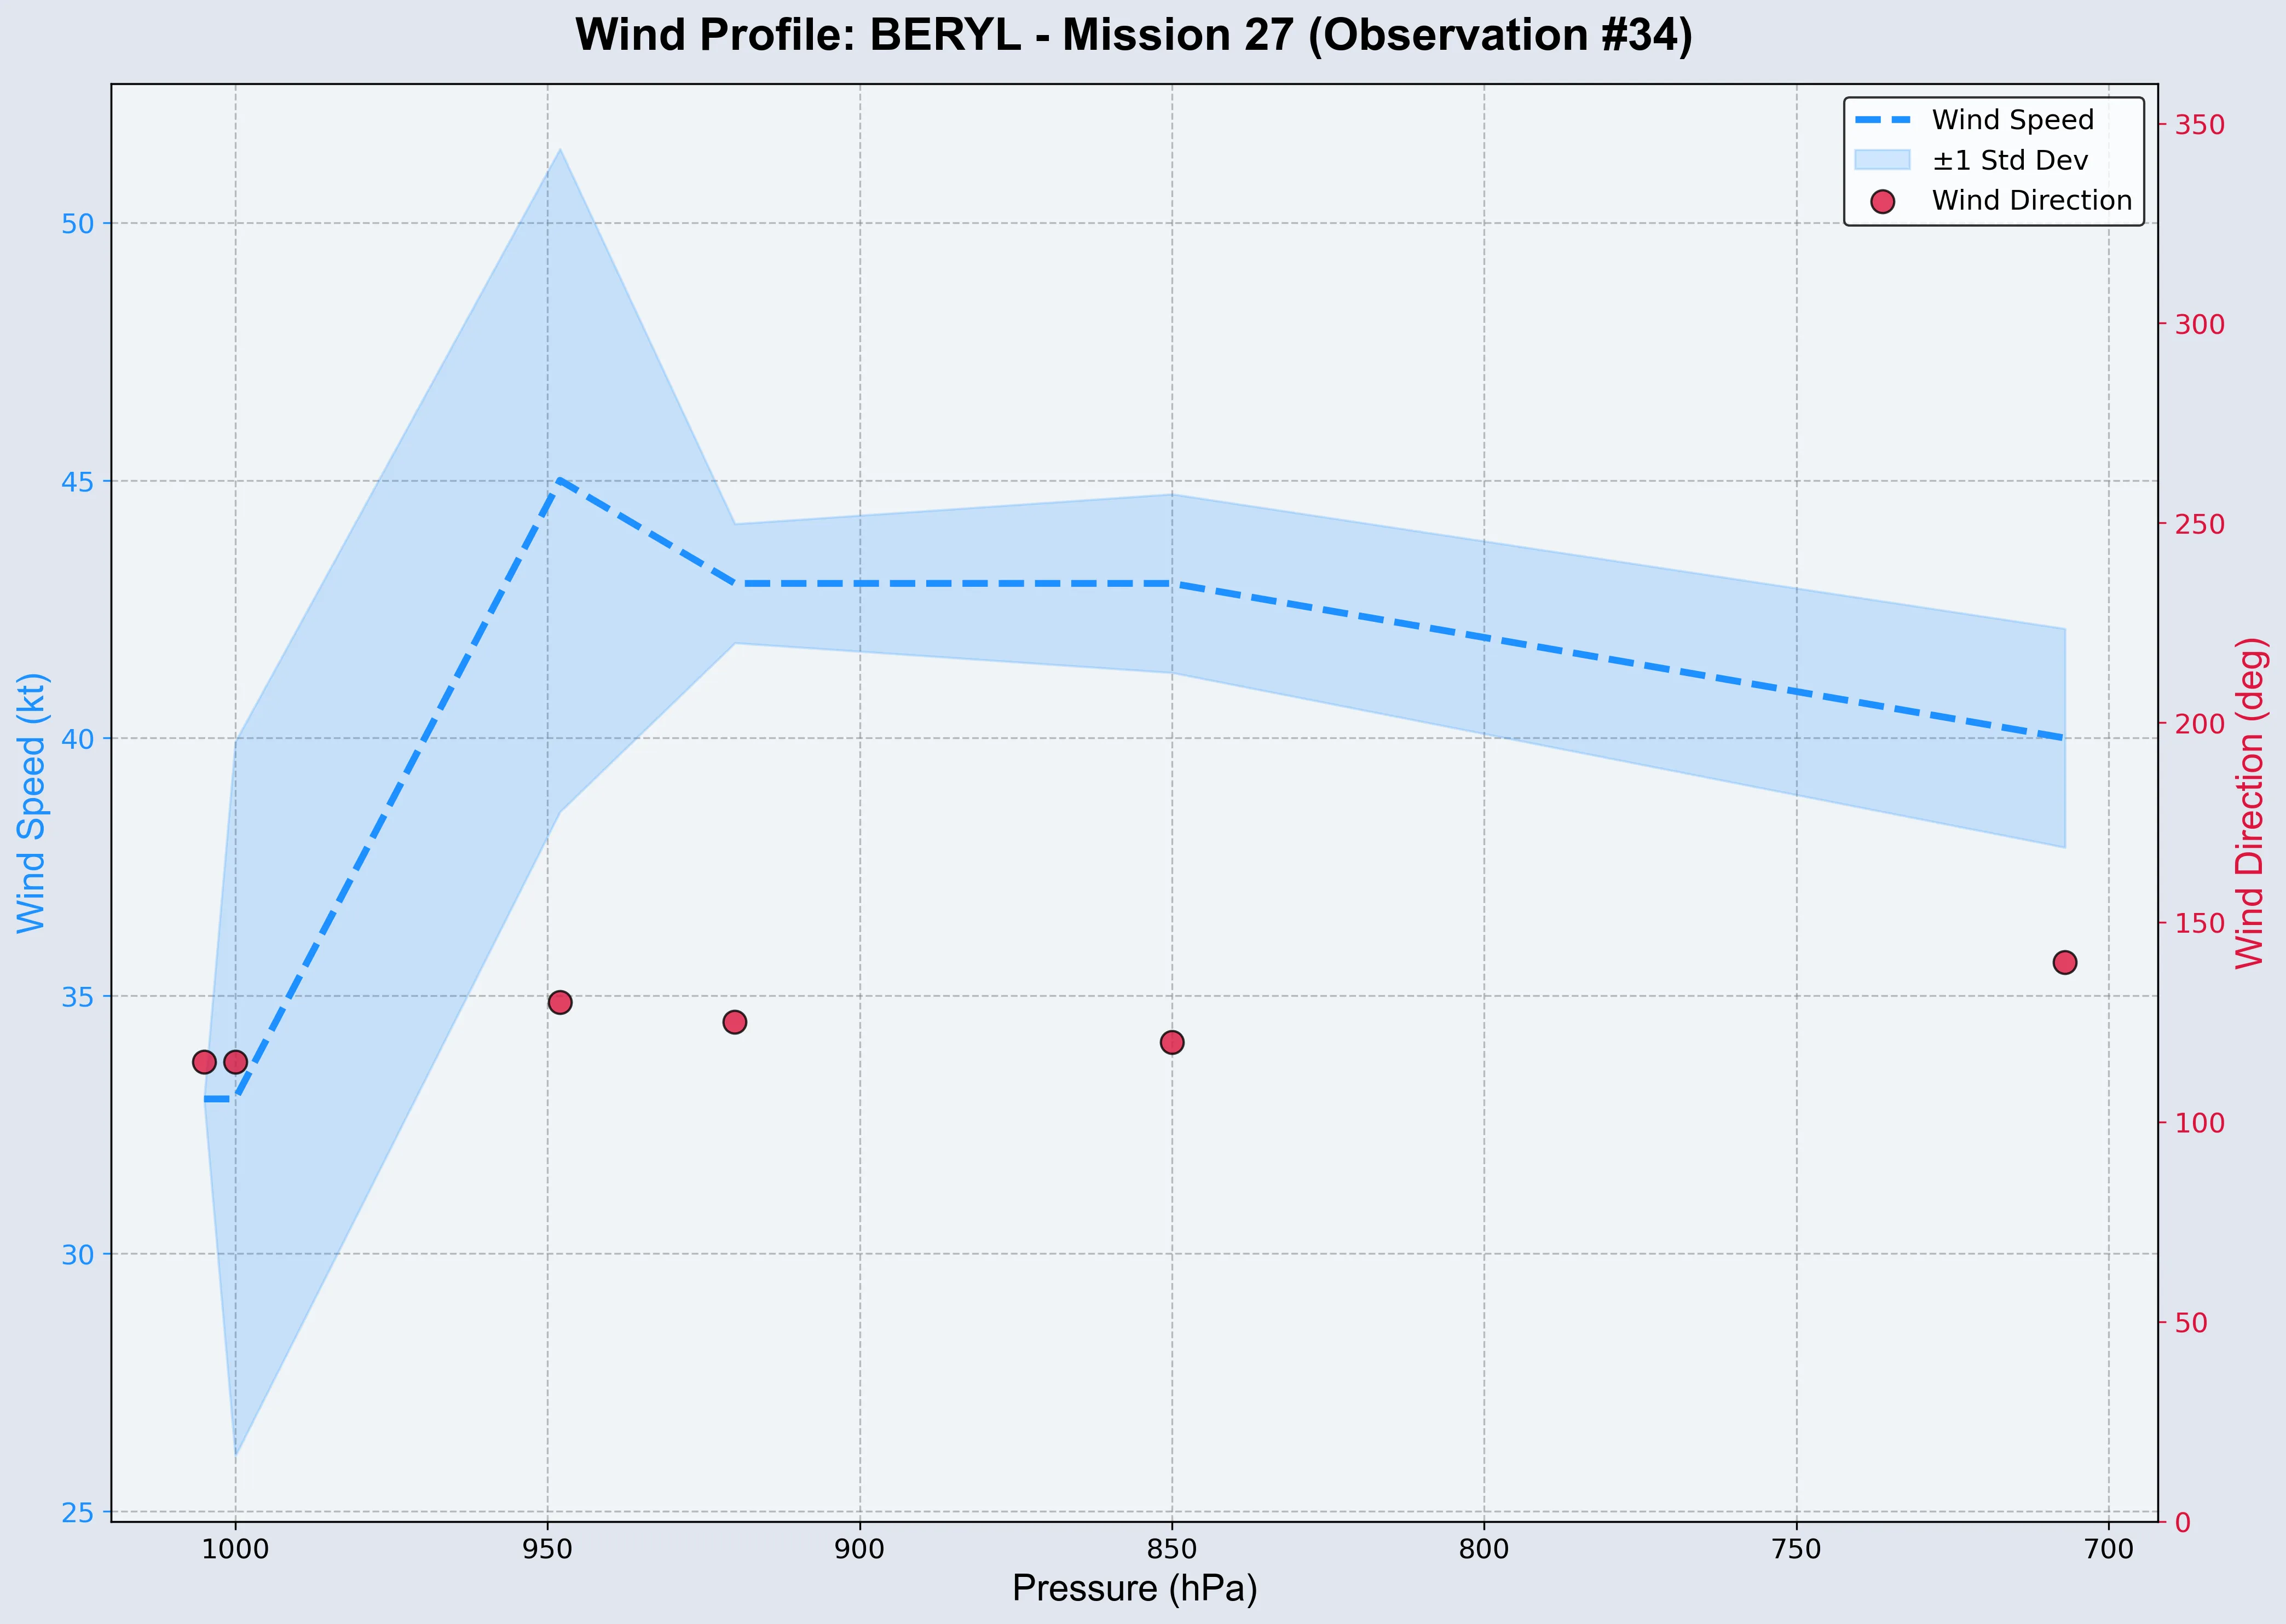 Wind Profile: BERYL - Mission 27 (Observation #34)
Wind Speed
±1 Std Dev
Wind Direction
Wind Speed (kt)
50
45
40
35
30
25
350
300
250
200
150
100
50
0
Wind Direction (deg)
1000 950 900 850 800 750 700
Pressure (hPa)